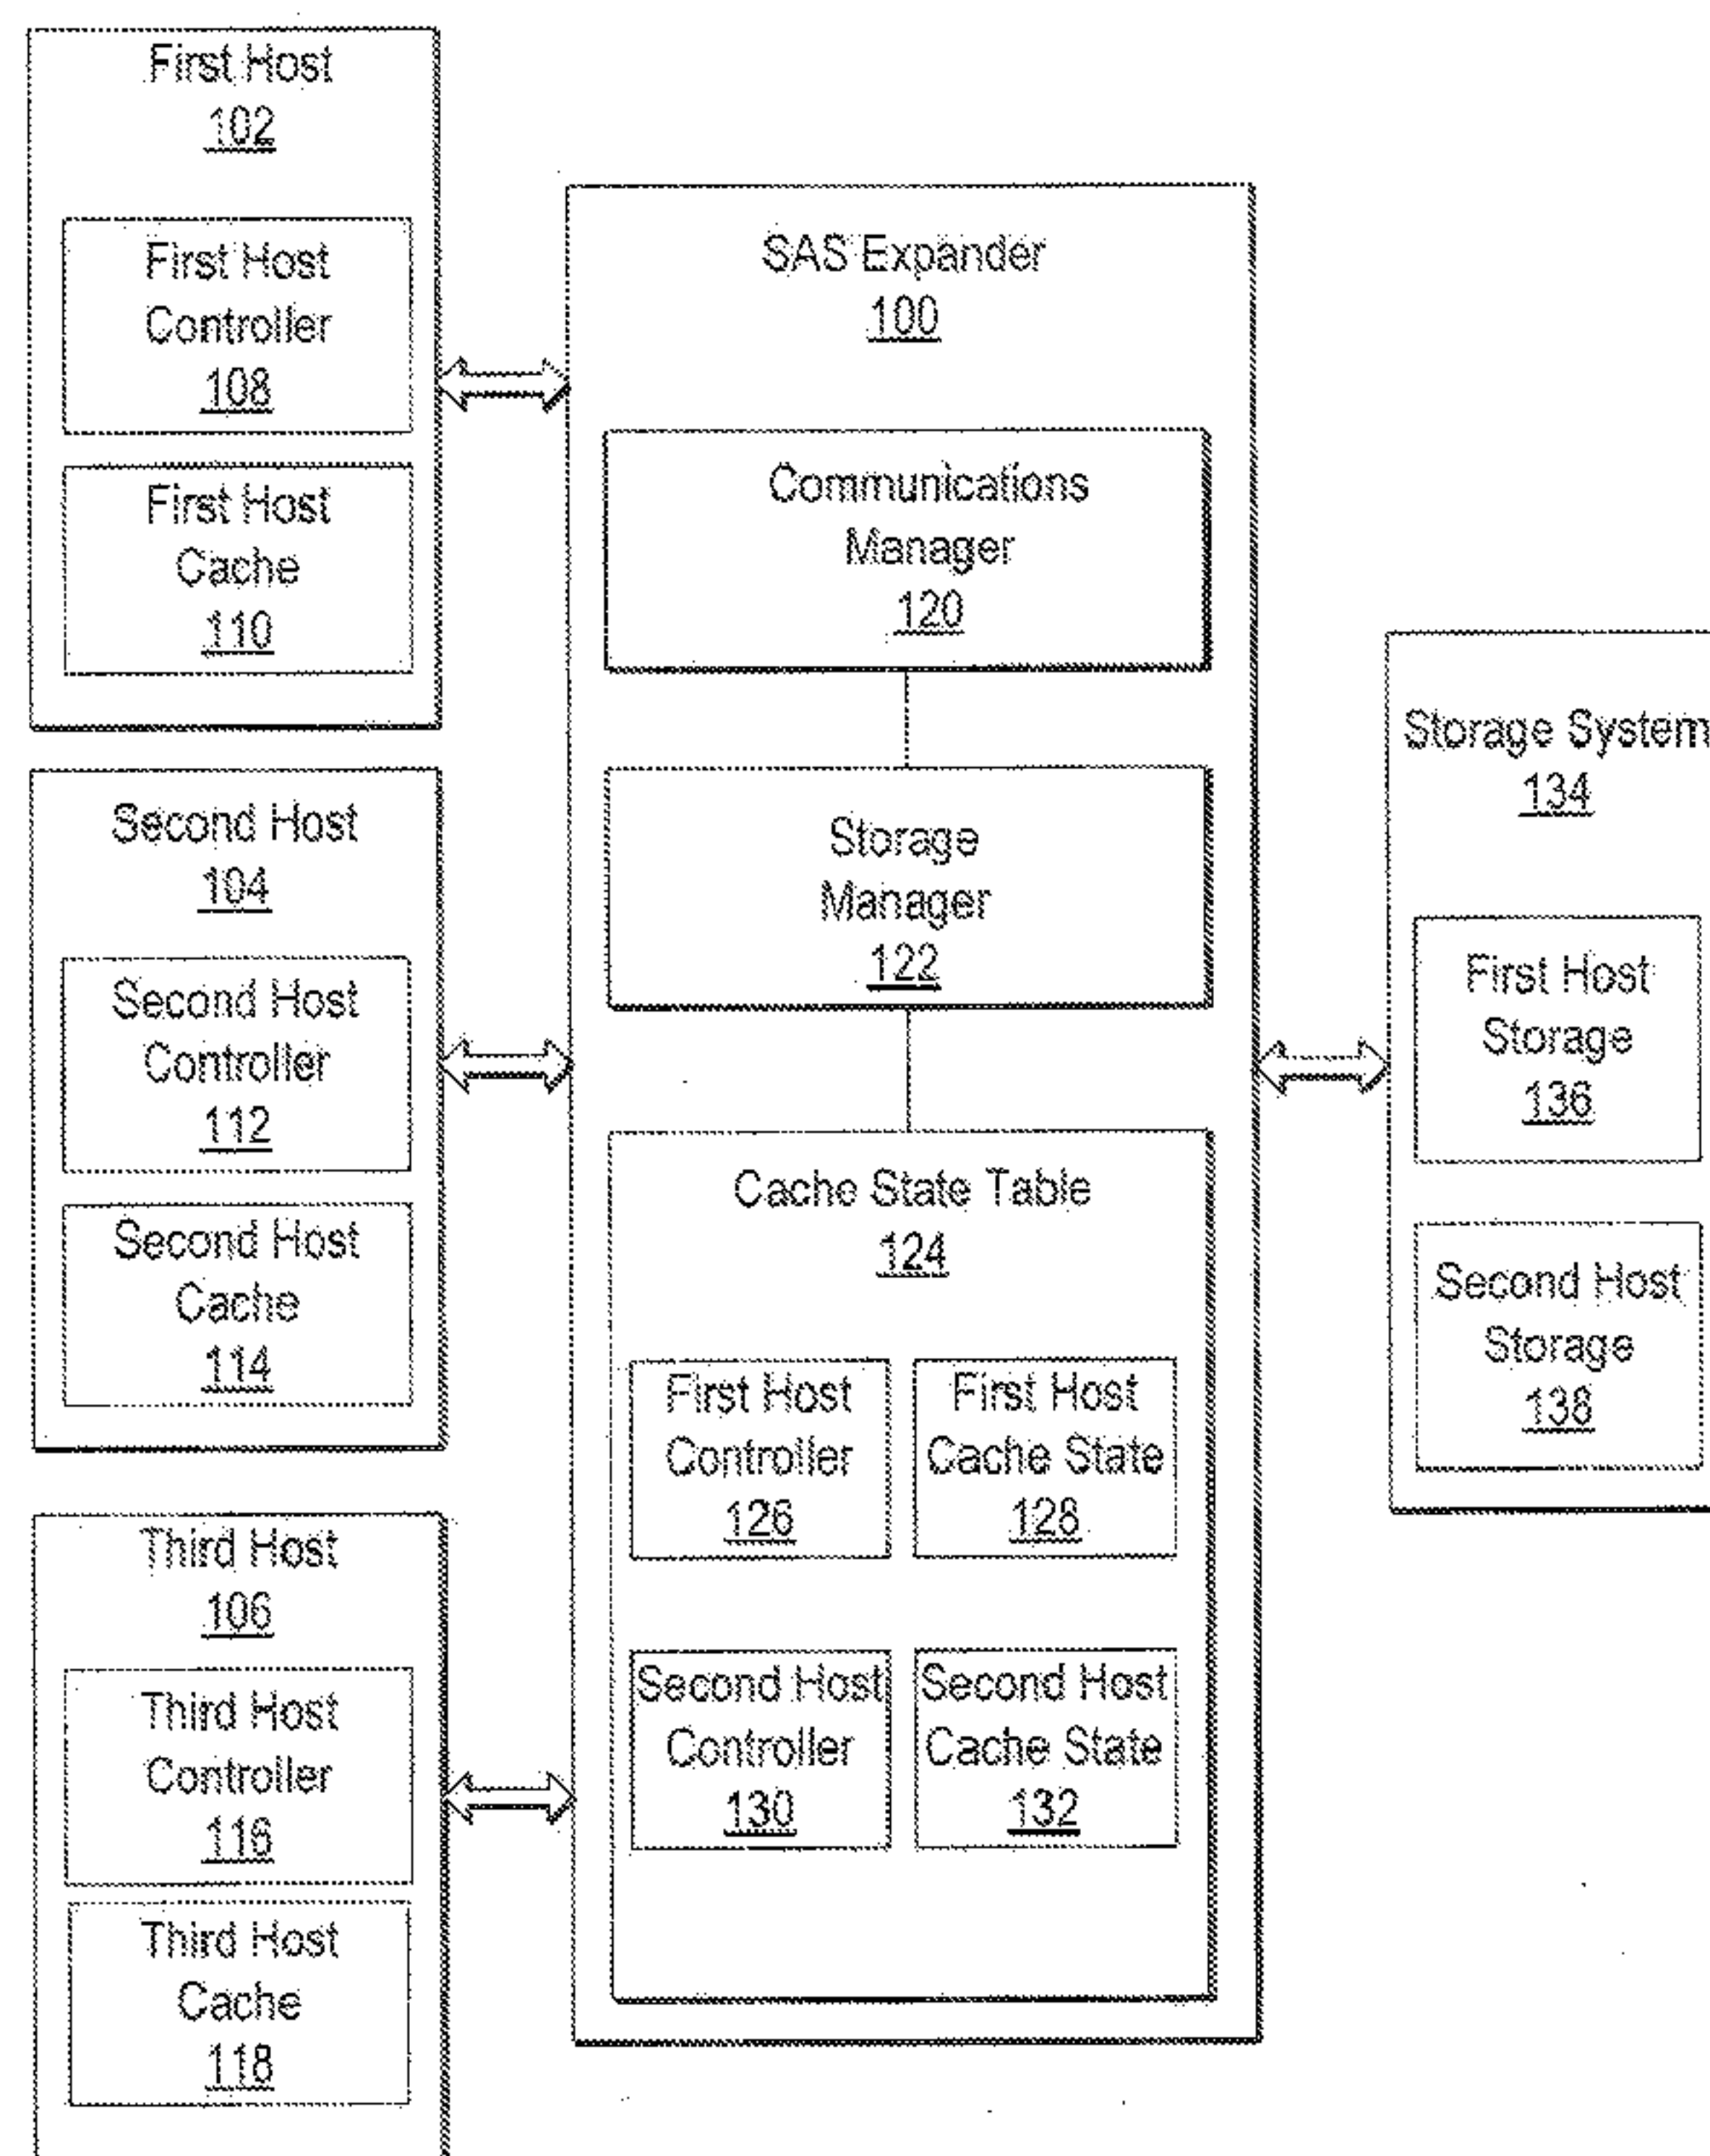 First Host
102
First Host
Controller
108
First Host
Cache
110
Second Host
104
Second Host
Controller
112
Second Host
Cache
114
Third Host
106
Third Host
Controller
116
Third Host
Cache
118
SAS Expander
100
Communications
Manager
120
Storage
Manager
122
Cache State Table
124
First Host
Controller
126
First Host
Cache State
128
Second Host
Controller
130
Second Host
Cache State
132
Storage System
134
First Host
Storage
136
Second Host
Storage
138